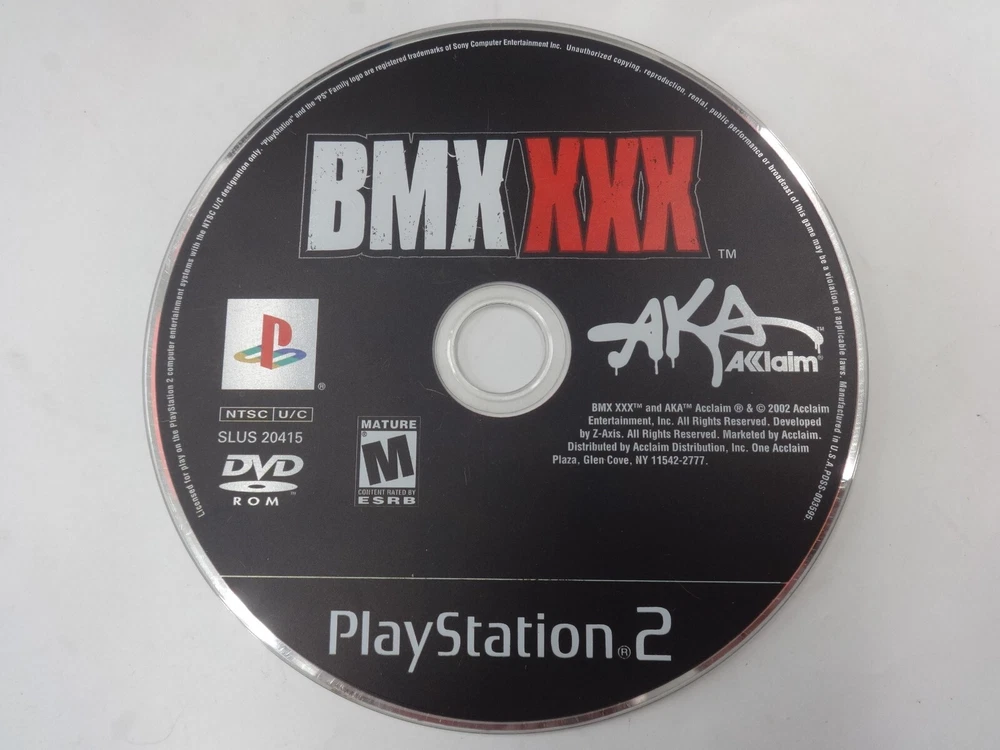 Licensed for play on the PlayStation 2 computer entertainment systems with the NTSC U/C designation only. "PlayStation" and the "PS" Family logo are registered trademarks of Sony Computer Entertainment Inc. Unauthorized copying, reproduction, rental, public performance or broadcast of this game may be a violation of applicable laws. Manufactured in U.S.A. PDSS-003595.
BMX XXX
TM
AKA TM
AKKlaim ®
®
NTSC U/C
SLUS 20415
DVD TM
ROM
MATURE
M ®
CONTENT RATED BY
ESRB
BMX XXX™ and AKA™ Acclaim ® & © 2002 Acclaim
Entertainment, Inc. All Rights Reserved. Developed
by Z-Axis. All Rights Reserved. Marketed by Acclaim.
Distributed by Acclaim Distribution, Inc. One Acclaim
Plaza, Glen Cove, NY 11542-2777.
PlayStation® 2